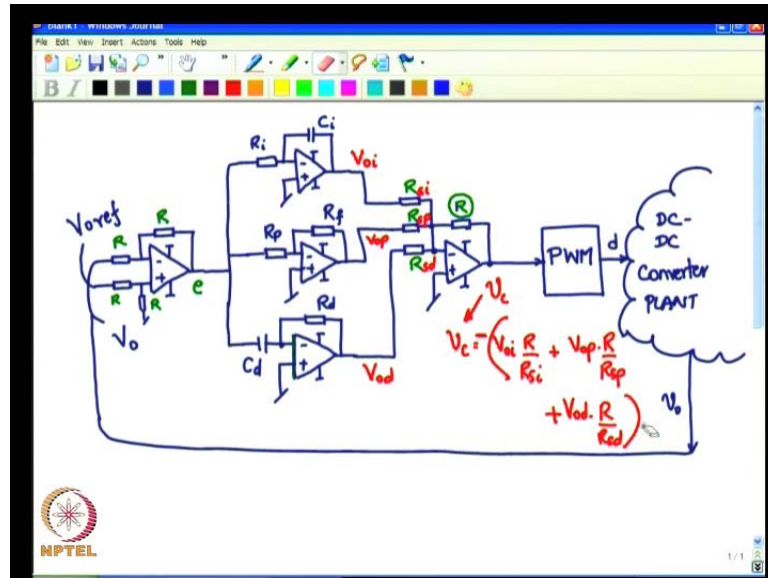 Blank1 - Windows Journal
File Edit View Insert Actions Tools Help
B I
Ci
Ri
Voi
Rsi
Voref
R
Rf
Rsp
R
R
Rp
Vop
Rsd
PWM
d
DC-
DC
Converter
PLANT
R
R
e
Rd
Vo
Cd
Vod
Vc
Vc = -(Voi R/Rsi + Vop. R/Rsp
+ Vod. R/Rsd)
Vo
NPTEL
1 / 1